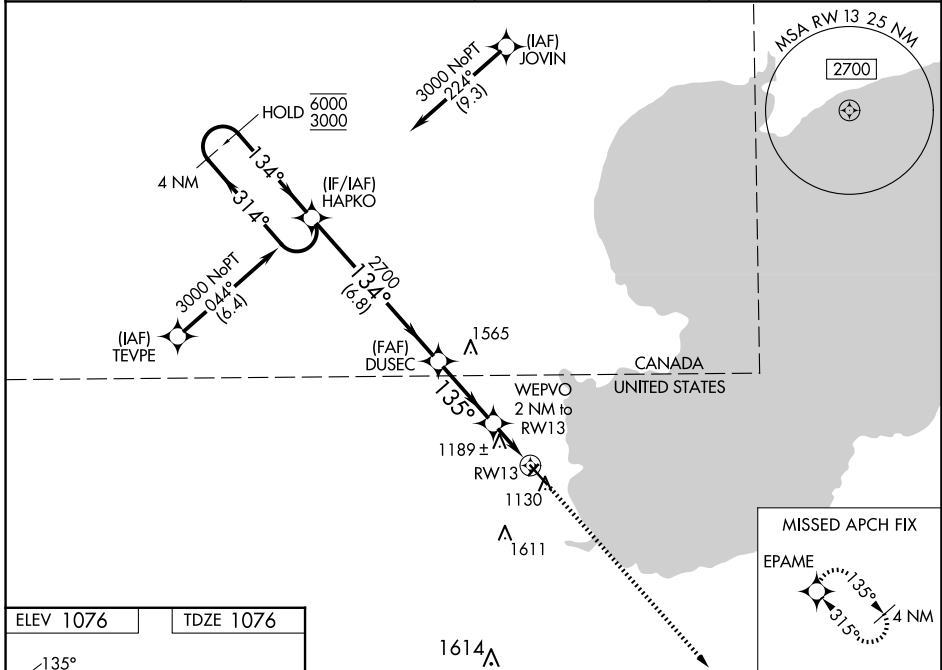 (IAF)
JOVIN
3000 NoPT
224°
(9.3)
MSA RW 13 25 NM
2700
HOLD 6000
3000
134°
4 NM
314°
(IF/IAF)
HAPKO
3000 NoPT
044°
(6.4)
(IAF)
TEVPE
2700
134°
(6.8)
(FAF)
DUSEC
1565
CANADA
UNITED STATES
135°
WEPVO
2 NM to
RW13
1189 ±
RW13
1130
1611
MISSED APCH FIX
EPAME
135°
315°
4 NM
ELEV 1076
TDZE 1076
135°
1614